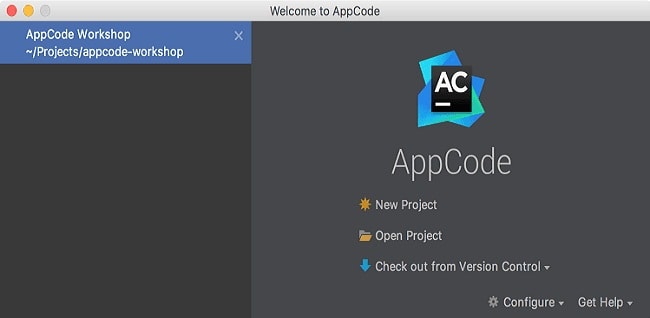 Welcome to AppCode
AppCode Workshop
~/Projects/appcode-workshop
AC
AppCode
New Project
Open Project
Check out from Version Control
Configure
Get Help